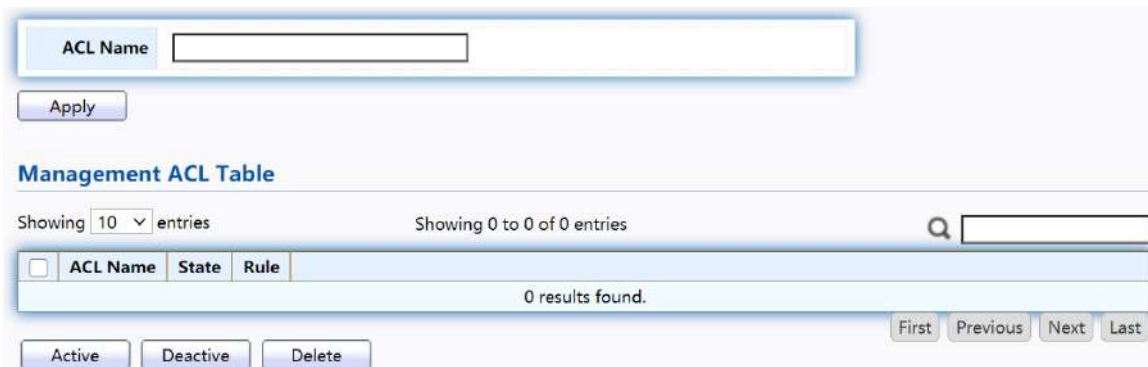 ACL Name
Apply
Management ACL Table
Showing 10 entries Showing 0 to 0 of 0 entries
ACL Name State Rule
0 results found.
First Previous Next Last
Active Deactive Delete